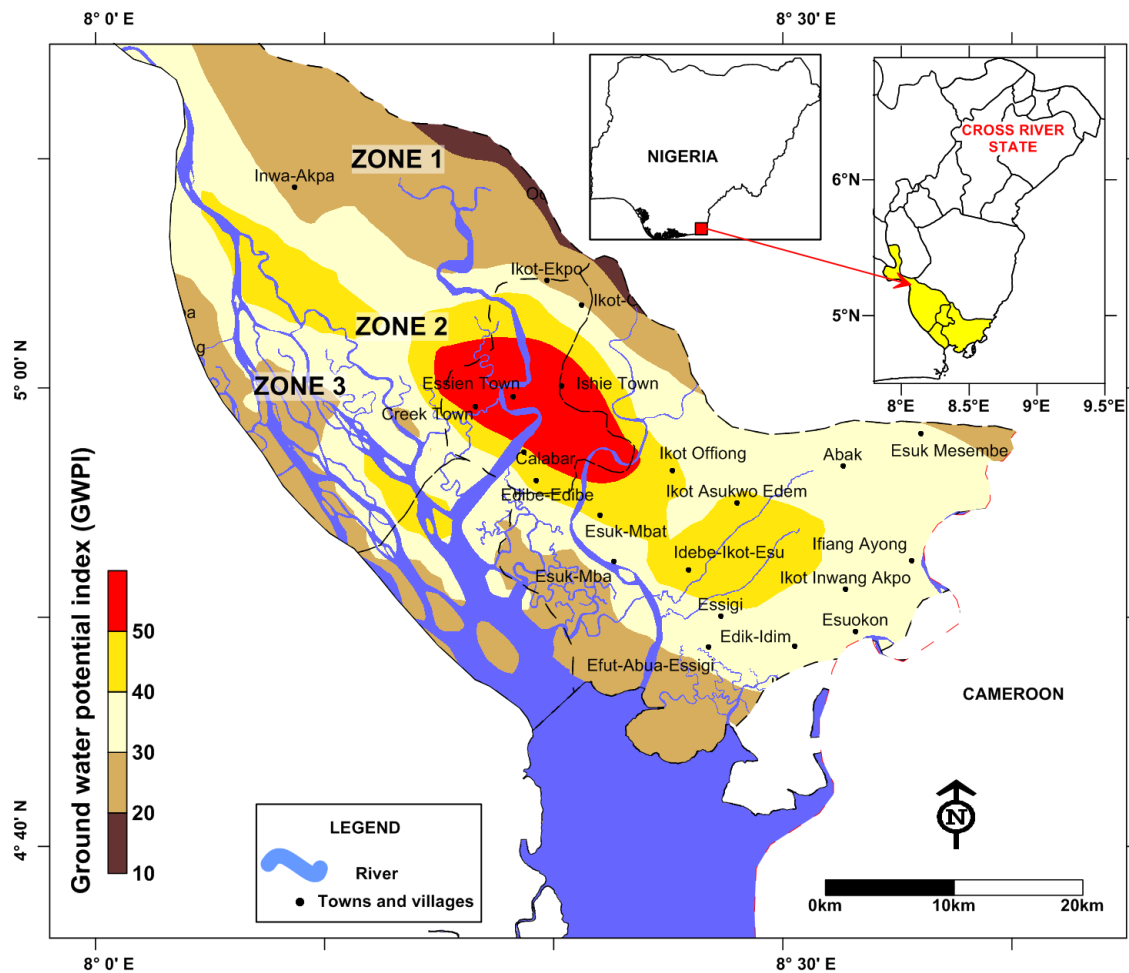 8° 0' E
8° 30' E
ZONE 1
Inwa-Akpa
NIGERIA
CROSS RIVER
STATE
6°N
5°N
8°E
8.5°E
9°E
9.5°E
Ikot-Ekpo
ZONE 2
ZONE 3
5° 00' N
Essien Town
Ishie Town
Creek Town
Calabar
Ikot Offiong
Abak
Esuk Mesembe
Edibe-Edibe
Ikot Asukwo Edem
Esuk-Mbat
Idebe-Ikot-Esu
Ifiang Ayong
Esuk-Mba
Ikot Inwang Akpo
Essigi
Esuokon
Edik-Idim
Efut-Abua-Essigi
CAMEROON
Ground water potential index (GWPI)
50
40
30
20
10
4° 40' N
LEGEND
River
Towns and villages
N
0km
10km
20km
8° 0' E
8° 30' E